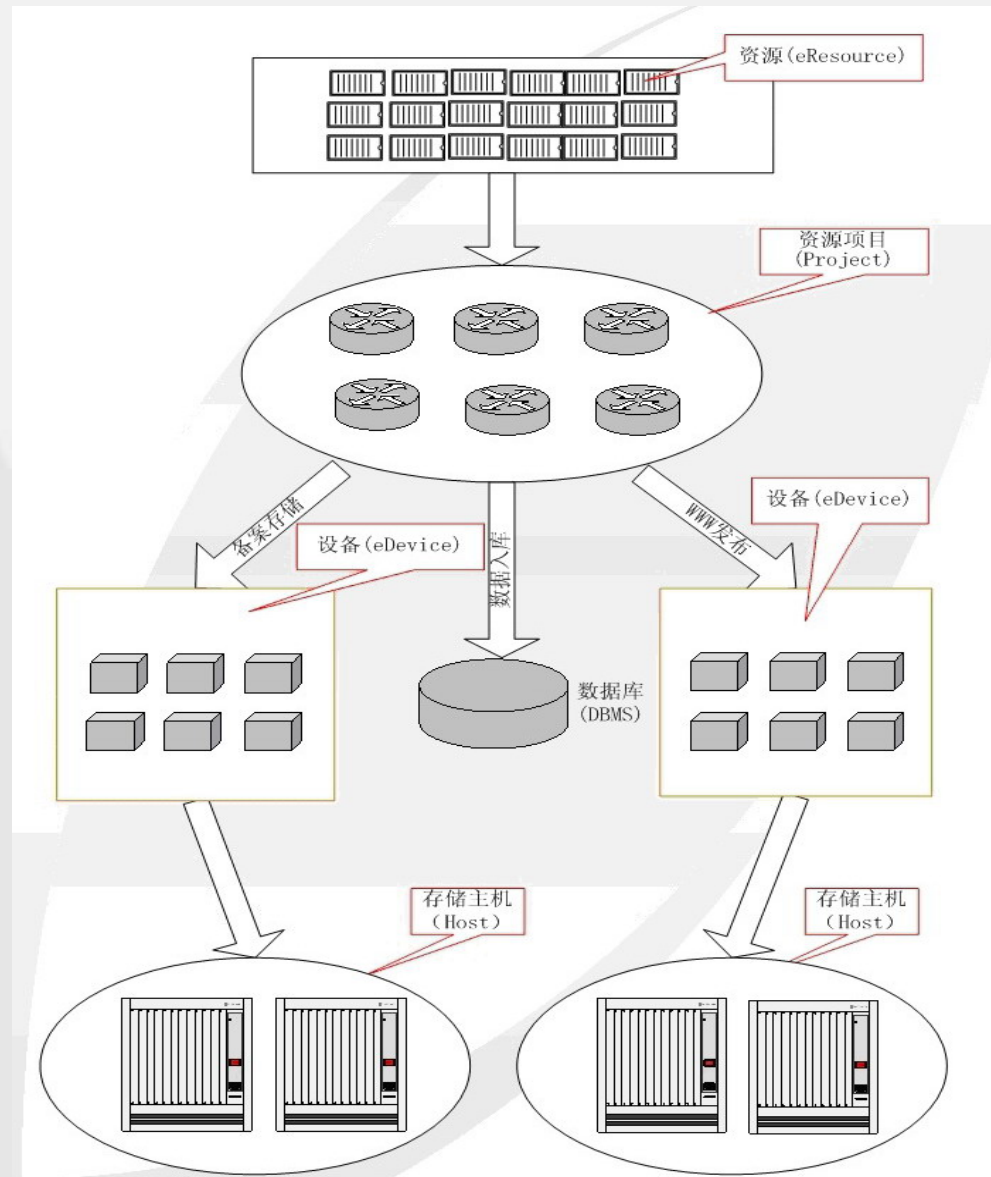 资源(eResource)
资源项目
(Project)
设备(eDevice)
备案存储
设备(eDevice)
数据入库
WWW发布
数据库
(DBMS)
存储主机
(Host)
存储主机
(Host)